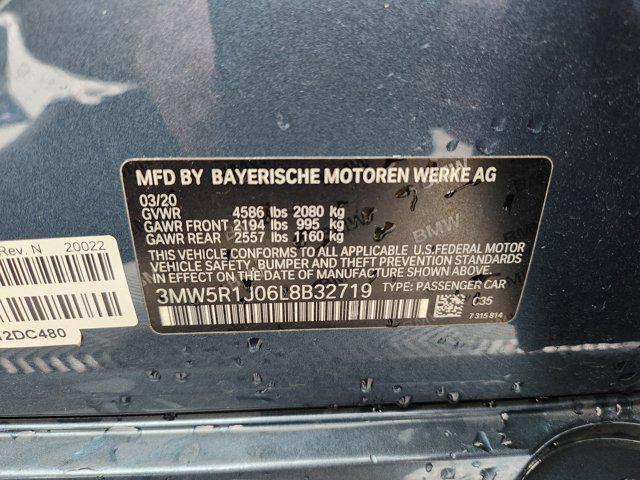 MFD BY BAYERISCHE MOTOREN WERKE AG
03/20
GVWR 4586 lbs 2080 kg
GAWR FRONT 2194 lbs 995 kg
GAWR REAR 2557 lbs 1160 kg
THIS VEHICLE CONFORMS TO ALL APPLICABLE U.S.FEDERAL MOTOR
VEHICLE SAFETY, BUMPER AND THEFT PREVENTION STANDARDS
IN EFFECT ON THE DATE OF MANUFACTURE SHOWN ABOVE.
3MW5R1J06L8B32719 TYPE: PASSENGER CAR
C35
7 315 814
Rev. N 20022
2DC480
BMW